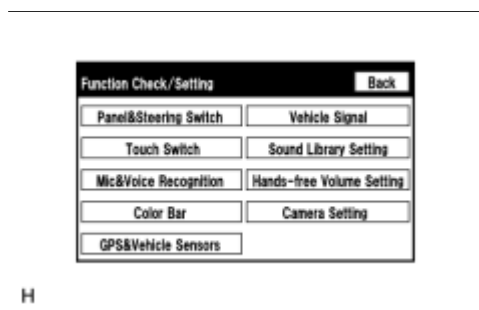 Function Check/Setting Back
Panel&Steering Switch Vehicle Signal
Touch Switch Sound Library Setting
Mic&Voice Recognition Hands-free Volume Setting
Color Bar Camera Setting
GPS&Vehicle Sensors
H